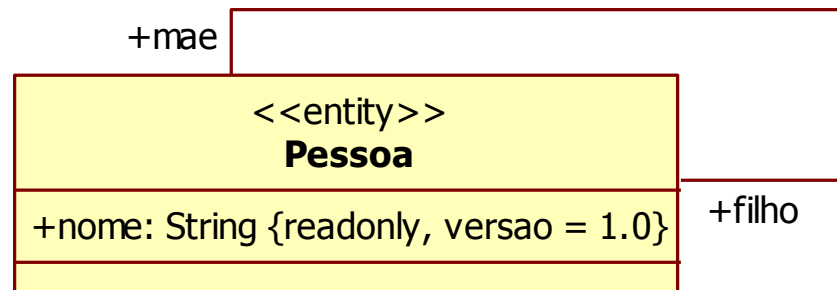 +mae
<<entity>>
Pessoa
+nome: String {readonly, versao = 1.0}
+filho